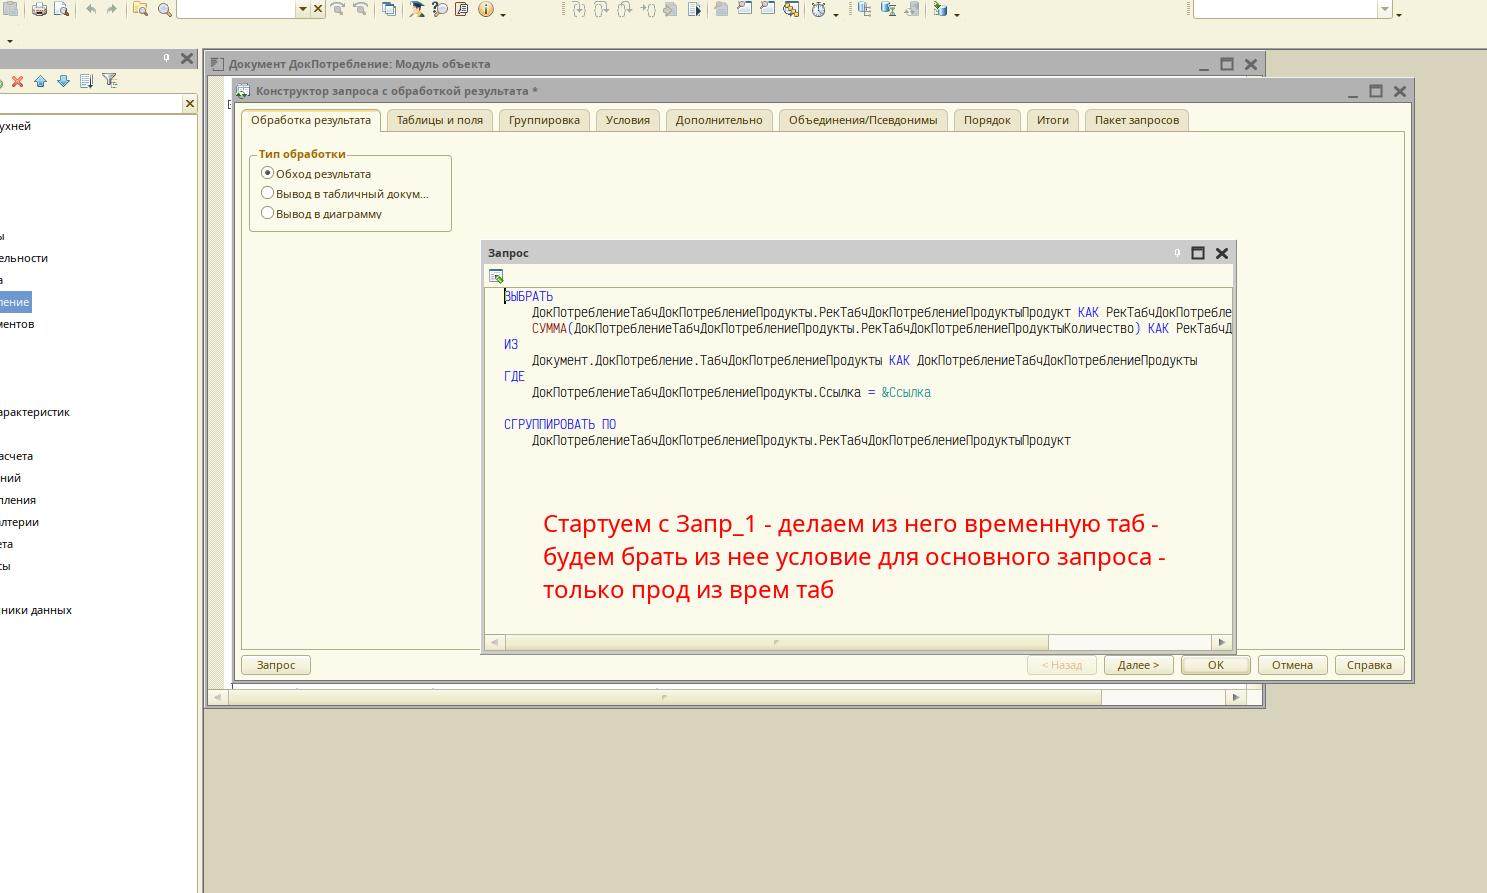 Документ ДокПотребление: Модуль объекта
Конструктор запроса с обработкой результата *
Обработка результата
Таблицы и поля
Группировка
Условия
Дополнительно
Объединения/Псевдонимы
Порядок
Итоги
Пакет запросов
ухней
ы
ельности
а
ление
ментов
арактеристик
асчета
ний
пления
алтерии
ета
сы
ники данных
Тип обработки
Обход результата
Вывод в табличный докум...
Вывод в диаграмму
Запрос
ВЫБРАТЬ
ДокПотреблениеТабчДокПотреблениеПродукты.РекТабчДокПотреблениеПродуктыПродукт КАК РекТабчДокПотребле
СУММА(ДокПотреблениеТабчДокПотреблениеПродукты.РекТабчДокПотреблениеПродуктыКоличество) КАК РекТабчД
ИЗ
Документ.ДокПотребление.ТабчДокПотреблениеПродукты КАК ДокПотреблениеТабчДокПотреблениеПродукты
ГДЕ
ДокПотреблениеТабчДокПотреблениеПродукты.Ссылка = &Ссылка
СГРУППИРОВАТЬ ПО
ДокПотреблениеТабчДокПотреблениеПродукты.РекТабчДокПотреблениеПродуктыПродукт
Стартуем с Запр_1 - делаем из него временную таб -
будем брать из нее условие для основного запроса -
только прод из врем таб
Запрос
< Назад
Далее >
ОК
Отмена
Справка